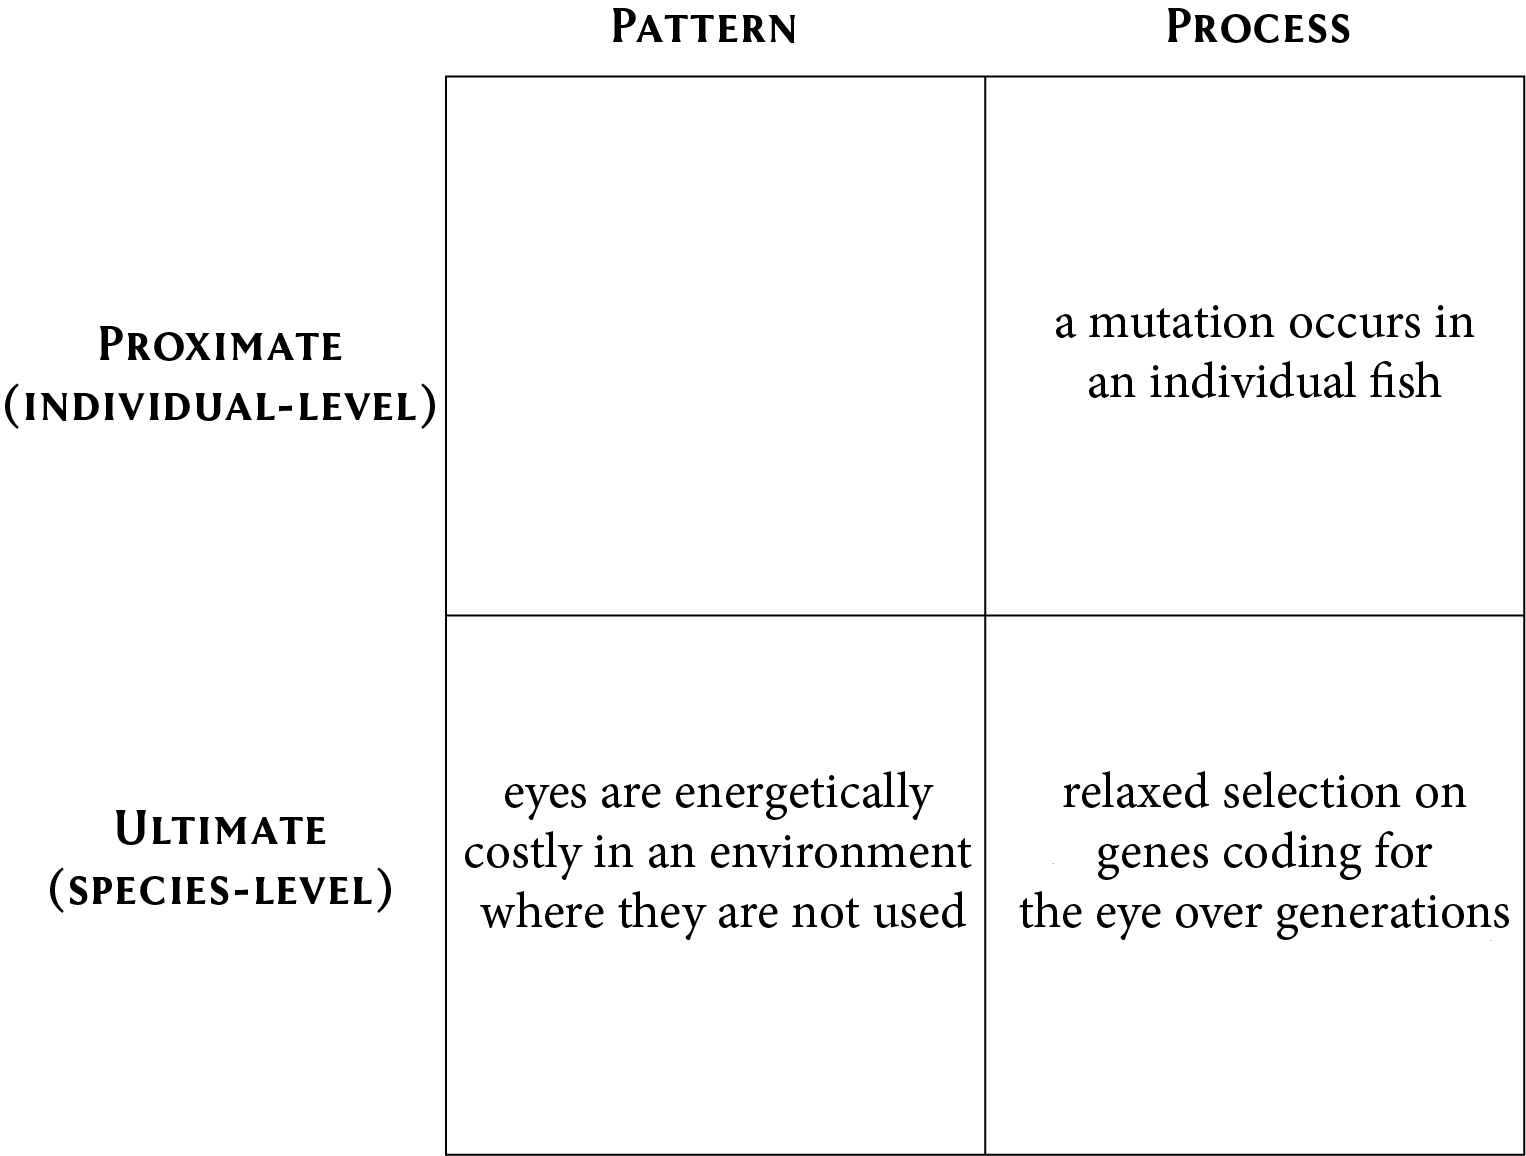 PATTERN
PROCESS
PROXIMATE
(INDIVIDUAL-LEVEL)
a mutation occurs in
an individual fish
ULTIMATE
(SPECIES-LEVEL)
eyes are energetically
costly in an environment
where they are not used
relaxed selection on
genes coding for
the eye over generations